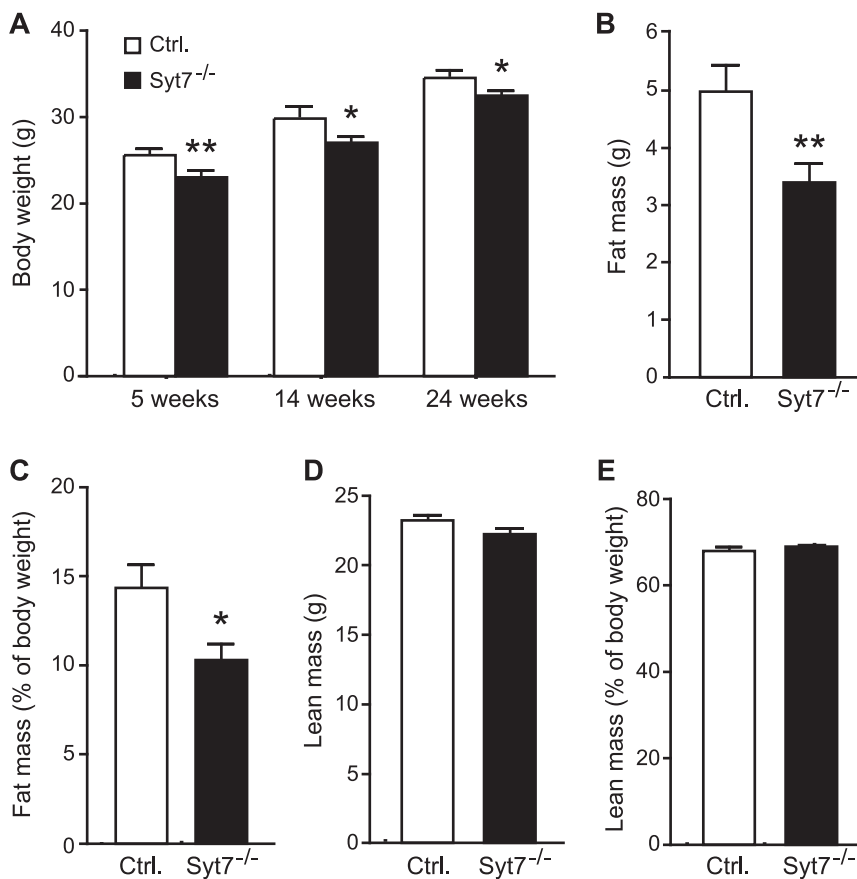 A
40
30
20
10
0
Body weight (g)
Ctrl.
Syt7-/-
**
*
*
5 weeks
14 weeks
24 weeks
B
6
5
4
3
2
1
0
Fat mass (g)
**
Ctrl.
Syt7-/-
C
20
15
10
5
0
Fat mass (% of body weight)
*
Ctrl.
Syt7-/-
D
25
20
15
10
5
0
Lean mass (g)
Ctrl.
Syt7-/-
E
80
60
40
20
0
Lean mass (% of body weight)
Ctrl.
Syt7-/-